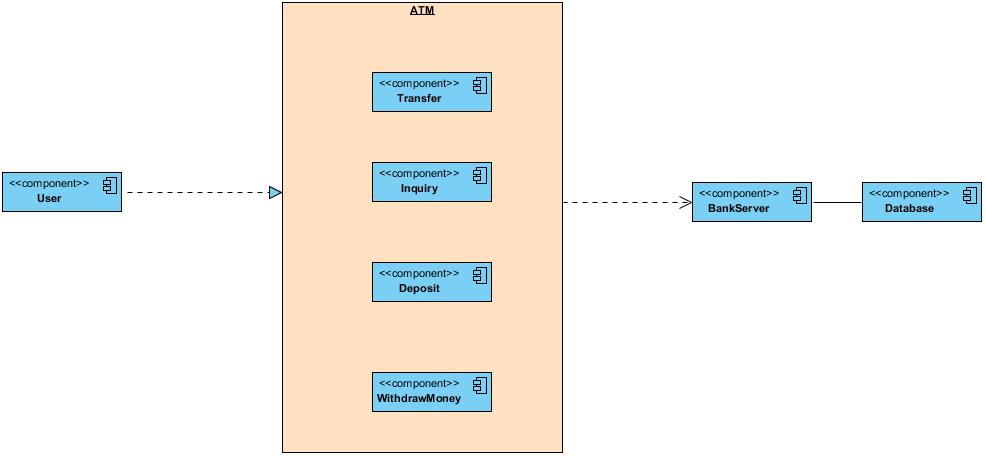 ATM
<<component>>
Transfer
<<component>>
Inquiry
<<component>>
User
<<component>>
BankServer
<<component>>
Database
<<component>>
Deposit
<<component>>
WithdrawMoney